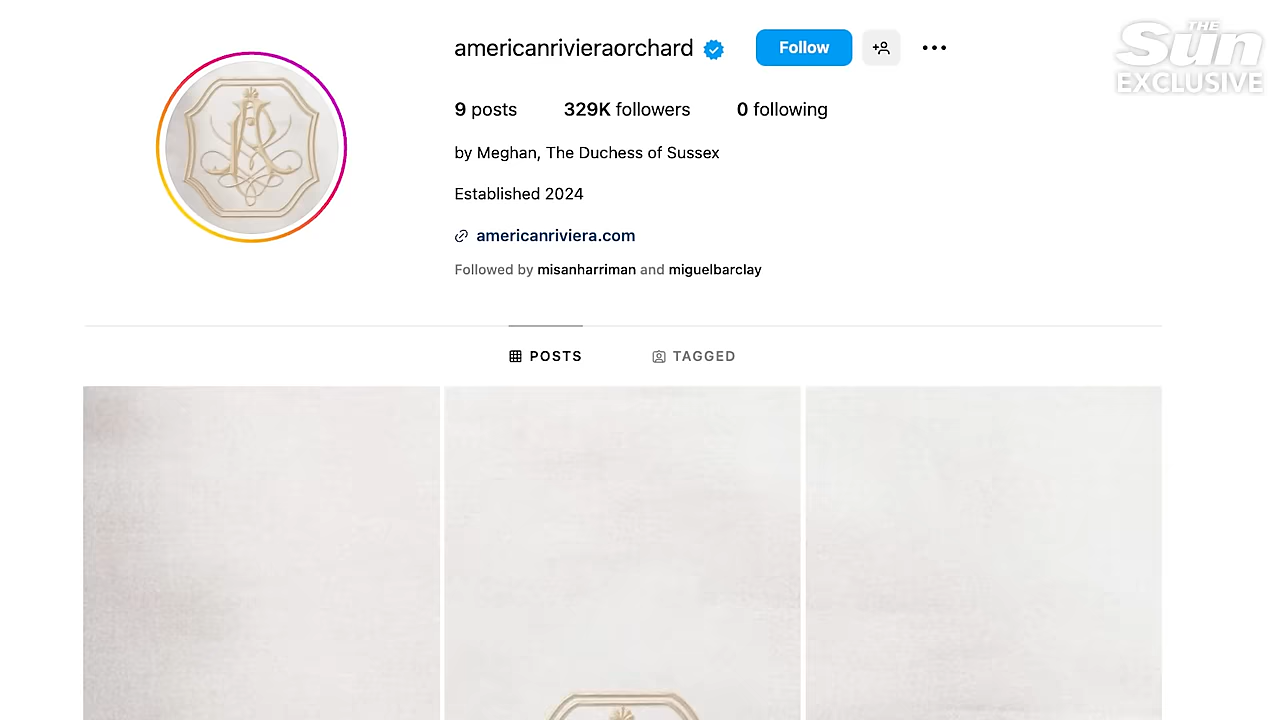 americanrivieraorchard
Follow
THE
Sun
EXCLUSIVE
9 posts 329K followers 0 following
by Meghan, The Duchess of Sussex
Established 2024
americanriviera.com
Followed by misanharriman and miguelbarclay
POSTS TAGGED